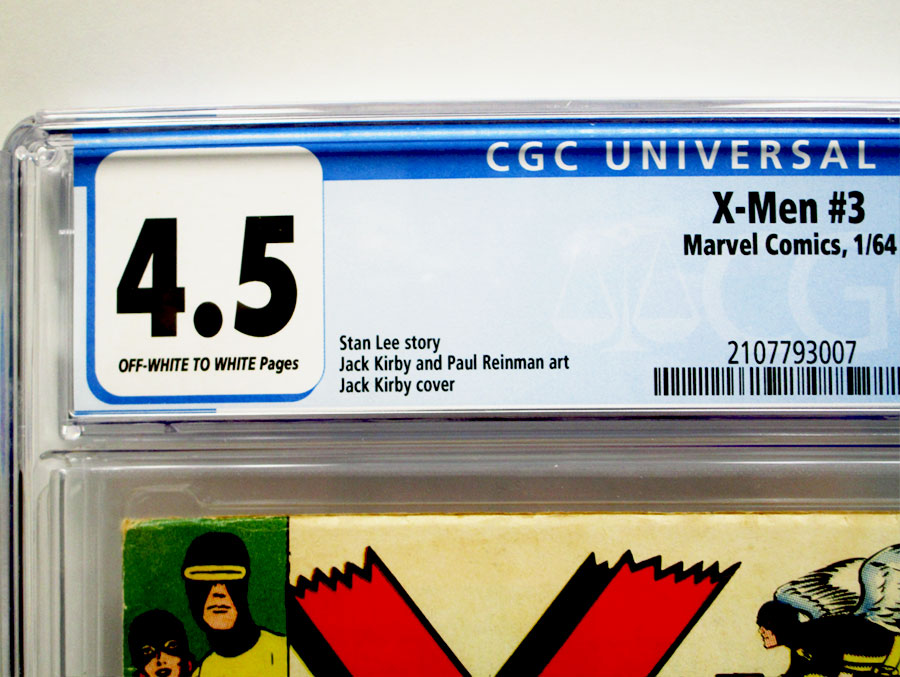 CGC UNIVERSAL
X-Men #3
Marvel Comics, 1/64
4.5
OFF-WHITE TO WHITE Pages
Stan Lee story
Jack Kirby and Paul Reinman art
Jack Kirby cover
2107793007
CGC
X